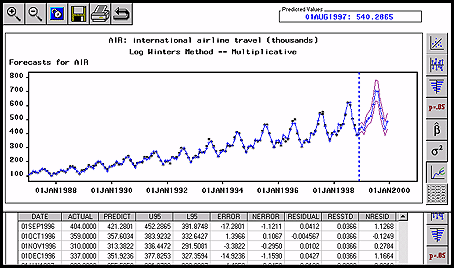 Predicted Values
01AUG1997: 540.2865
AIR: international airline travel (thousands)
Log Winters Method -- Multiplicative
Forecasts for AIR
800
700
600
500
400
300
200
100
01JAN1988 01JAN1990 01JAN1992 01JAN1994 01JAN1996 01JAN1998 01JAN2000
p=.05
β̂
σ²
DATE ACTUAL PREDICT U95 L95 ERROR NERROR RESIDUAL RESSTD NRESID
01SEP1996 404.0000 421.2801 452.2865 391.8748 -17.2801 -1.1211 0.0412 0.0366 1.1268
01OCT1996 359.0000 357.6034 383.9232 332.6427 1.3966 0.1067 -0.004567 0.0366 -0.1249
01NOV1996 310.0000 313.3822 336.4472 291.5081 -3.3822 -0.2950 0.0102 0.0366 0.2784
01DEC1996 337.0000 351.9236 377.8253 327.3594 -14.9236 -1.1590 0.0427 0.0366 1.1664
p=.05